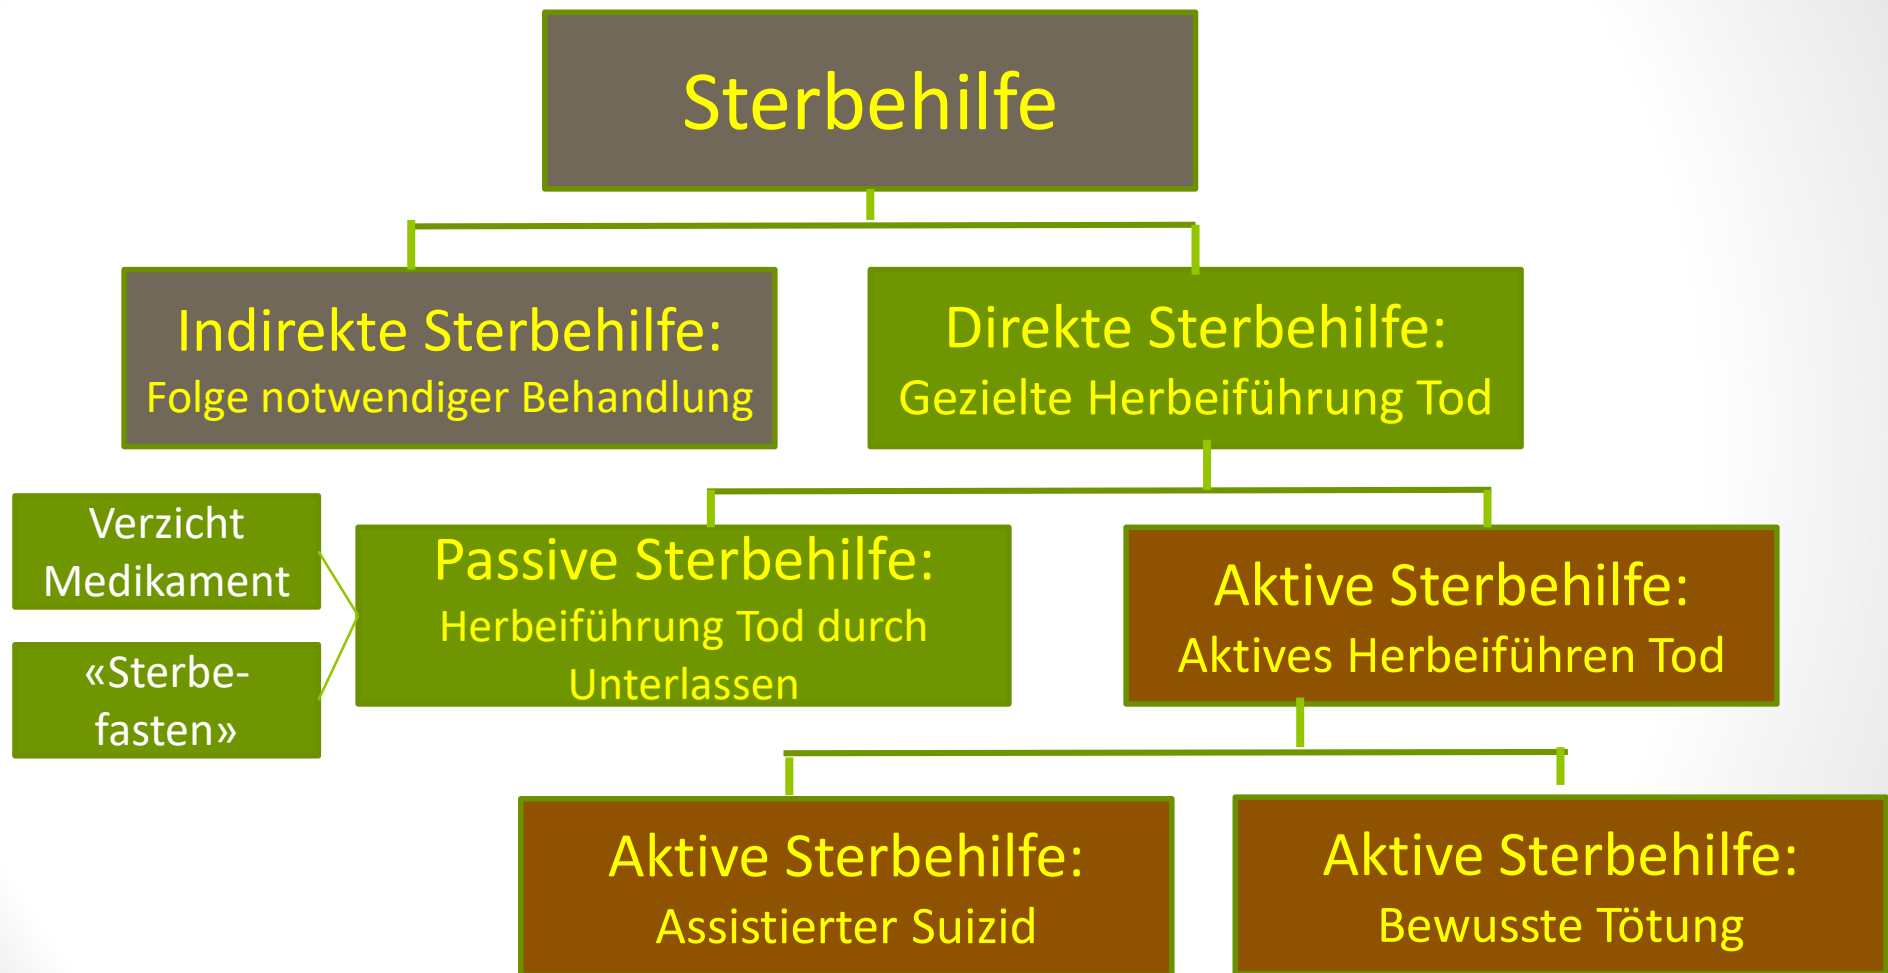 Sterbehilfe
Indirekte Sterbehilfe:
Folge notwendiger Behandlung
Direkte Sterbehilfe:
Gezielte Herbeiführung Tod
Verzicht
Medikament
«Sterbe-
fasten»
Passive Sterbehilfe:
Herbeiführung Tod durch
Unterlassen
Aktive Sterbehilfe:
Aktives Herbeiführen Tod
Aktive Sterbehilfe:
Assistierter Suizid
Aktive Sterbehilfe:
Bewusste Tötung